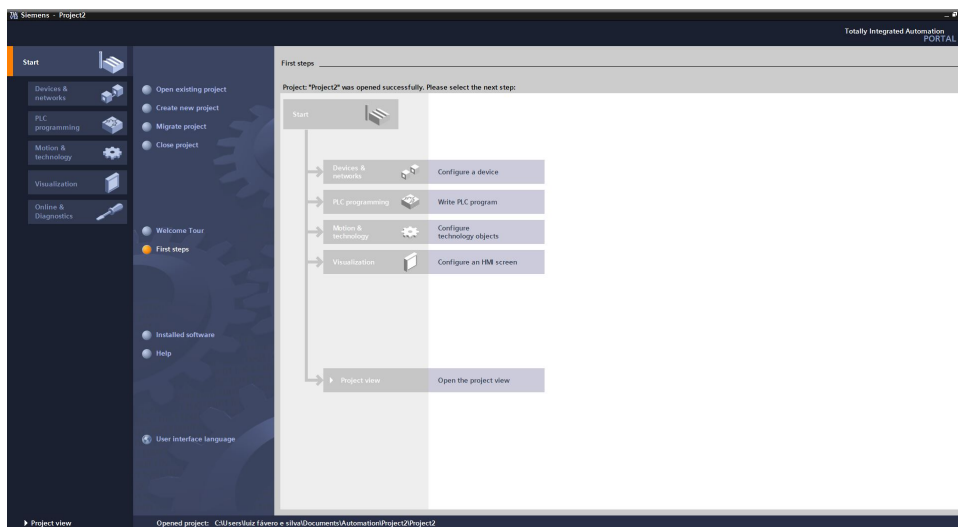 Siemens - Project2
Totally Integrated Automation
PORTAL
Start
Devices &
networks
PLC
programming
Motion &
technology
Visualization
Online &
Diagnostics
Open existing project
Create new project
Migrate project
Close project
Welcome Tour
First steps
Installed software
Help
User interface language
First steps
Project: "Project2" was opened successfully. Please select the next step:
Start
Devices &
networks
Configure a device
PLC programming
Write PLC program
Motion &
technology
Configure
technology objects
Visualization
Configure an HMI screen
Project view
Open the project view
Project view
Opened project: C:\Users\luiz fávero e silva\Documents\Automation\Project2\Project2